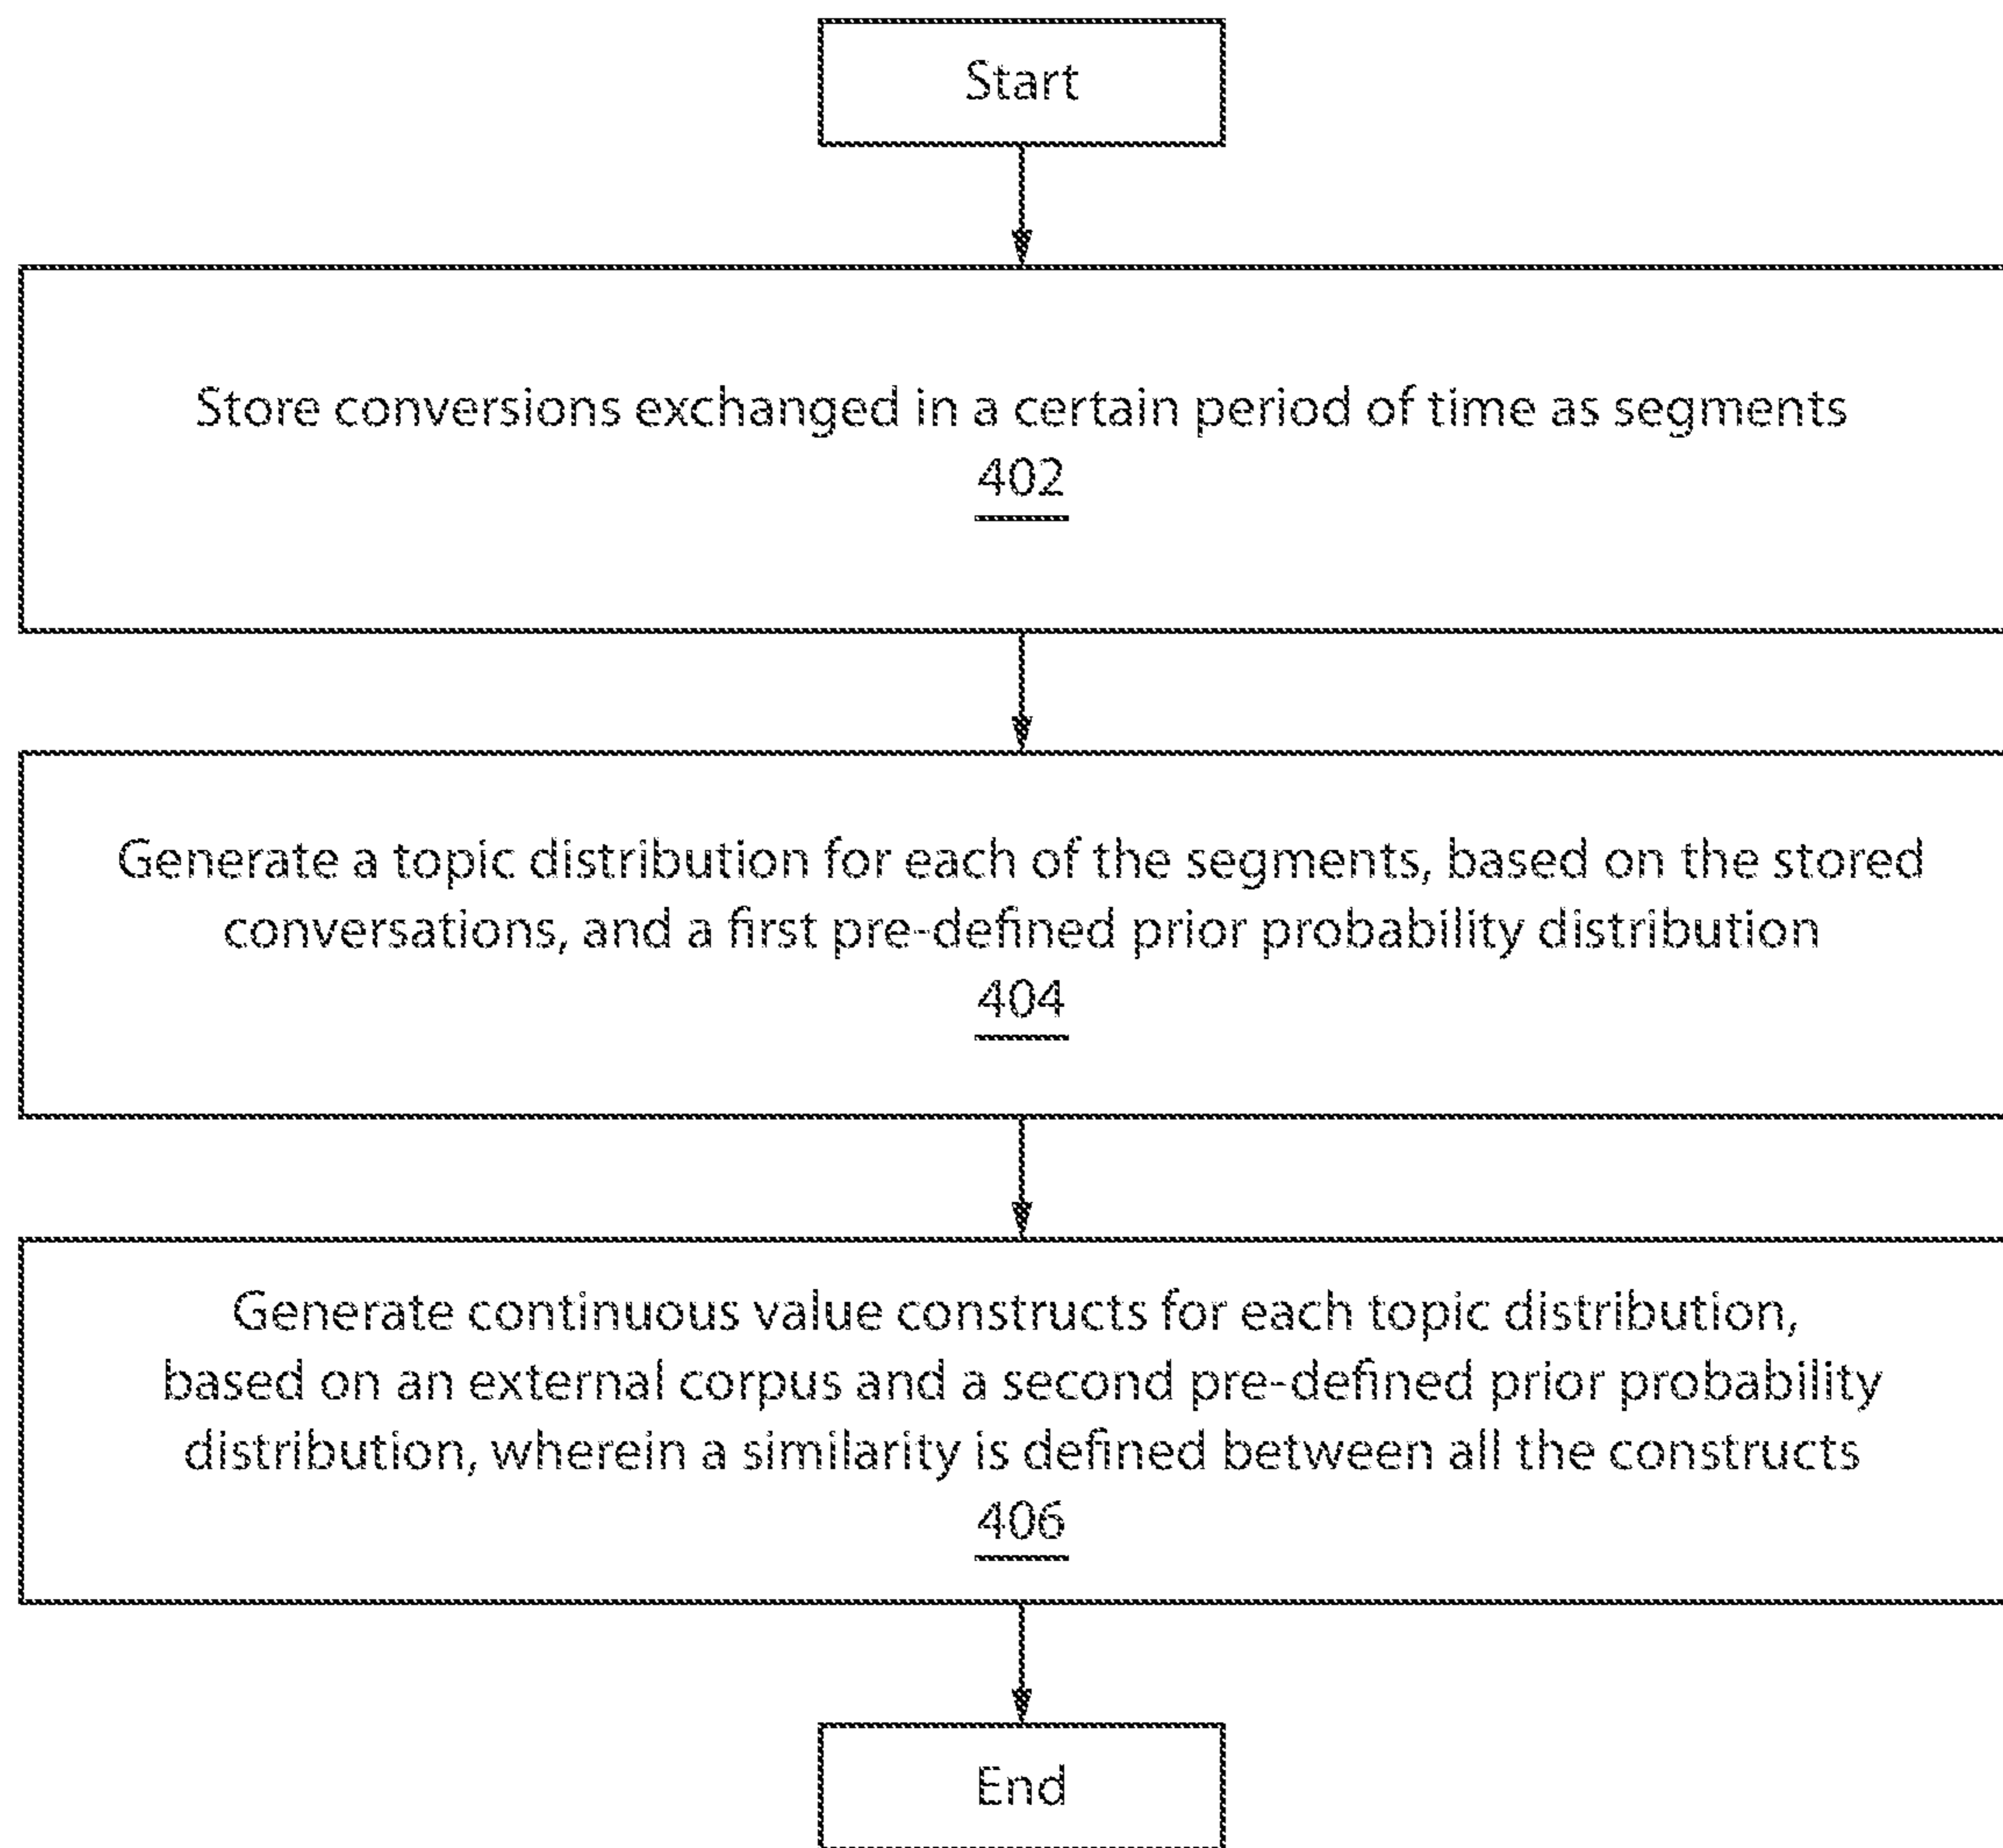 Start
Store conversions exchanged in a certain period of time as segments
402
Generate a topic distribution for each of the segments, based on the stored
conversations, and a first pre-defined prior probability distribution
404
Generate continuous value constructs for each topic distribution,
based on an external corpus and a second pre-defined prior probability
distribution, wherein a similarity is defined between all the constructs
406
End